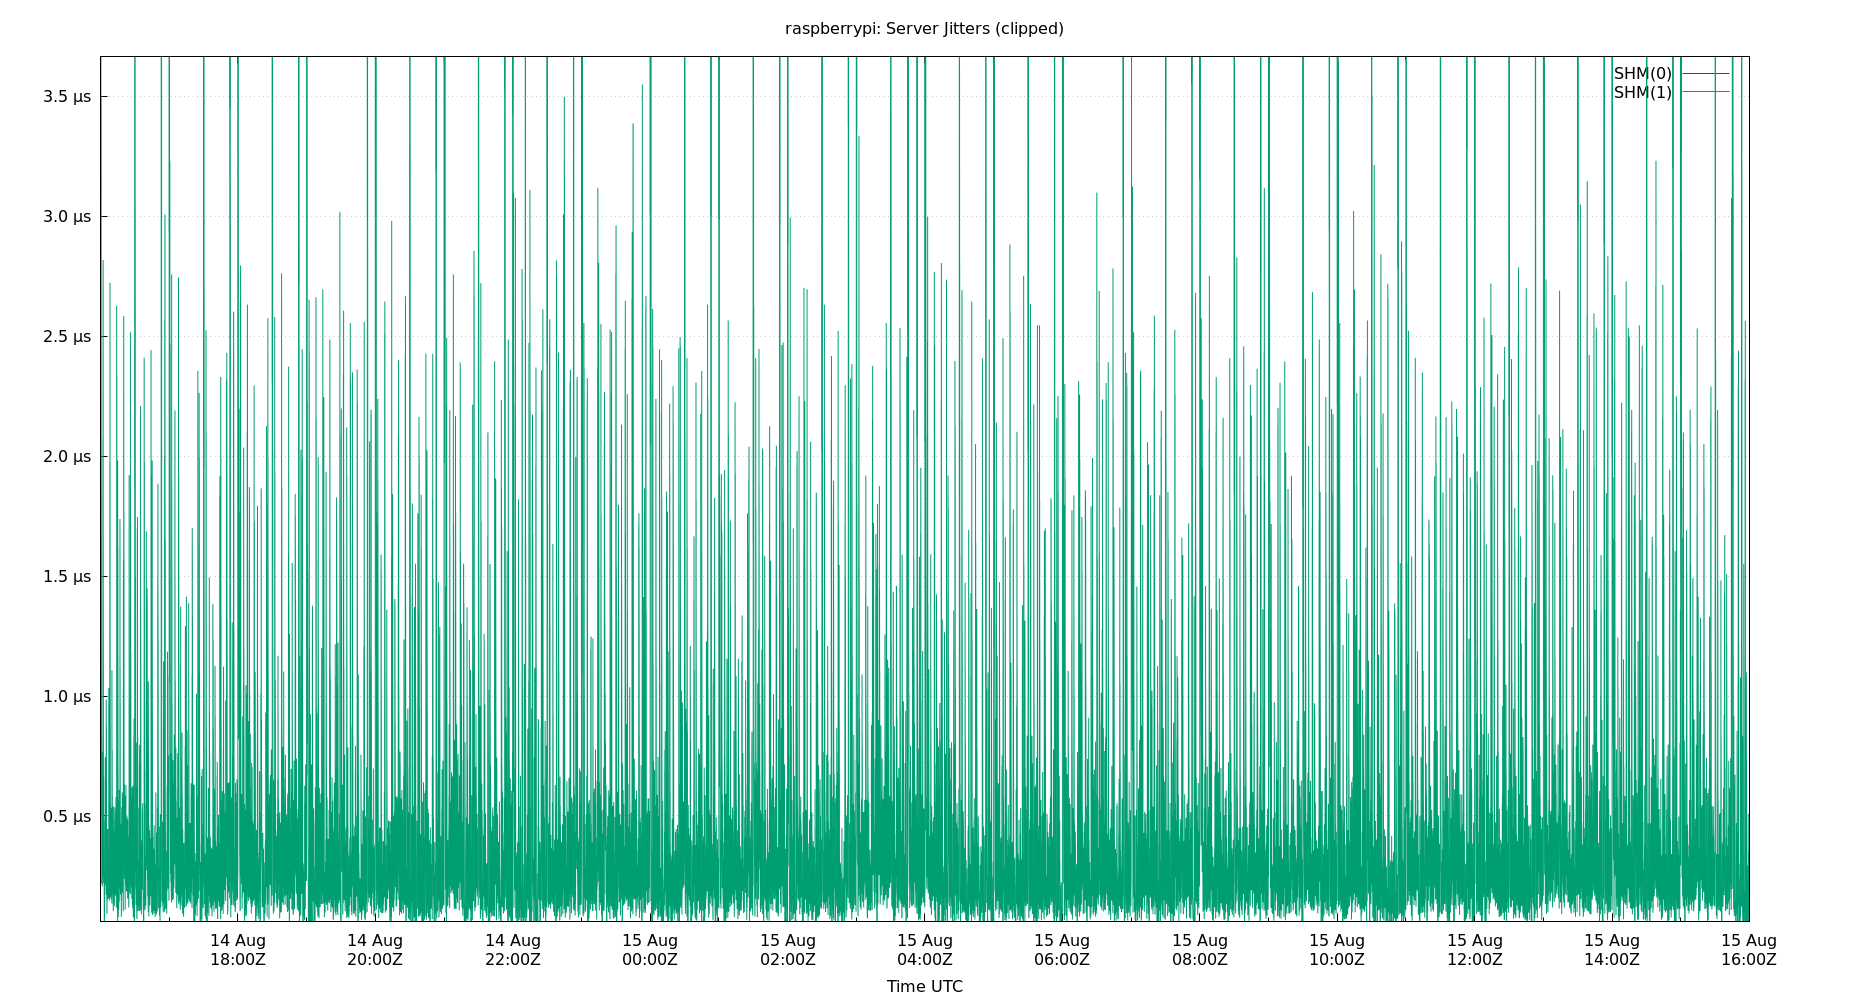 raspberrypi: Server Jitters (clipped)
SHM(0)
SHM(1)
3.5 µs
3.0 µs
2.5 µs
2.0 µs
1.5 µs
1.0 µs
0.5 µs
14 Aug 14 Aug 14 Aug 15 Aug 15 Aug 15 Aug 15 Aug 15 Aug 15 Aug 15 Aug 15 Aug 15 Aug
18:00Z 20:00Z 22:00Z 00:00Z 02:00Z 04:00Z 06:00Z 08:00Z 10:00Z 12:00Z 14:00Z 16:00Z
Time UTC